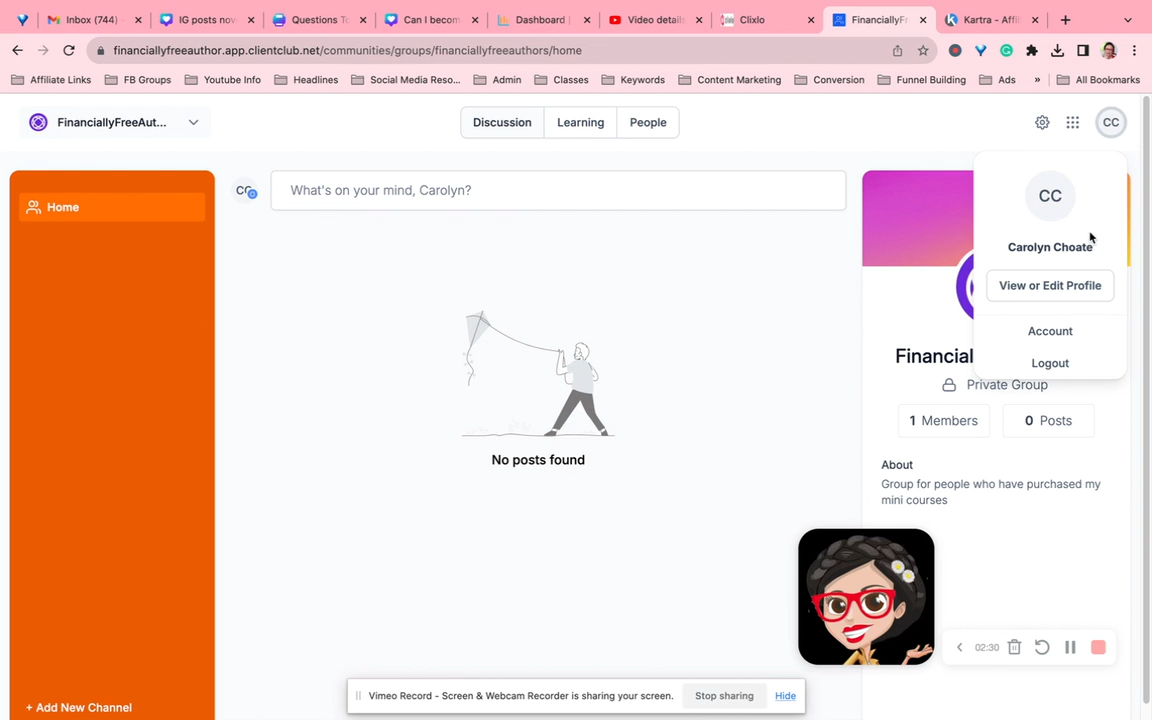 Inbox (744)
IG posts nov
Questions To
Can I becom
Dashboard |
Video details
Clixlo
FinanciallyFr
Kartra - Affil
financiallyfreeauthor.app.clientclub.net/communities/groups/financiallyfreeauthors/home
Affiliate Links
FB Groups
Youtube Info
Headlines
Social Media Reso...
Admin
Classes
Keywords
Content Marketing
Conversion
Funnel Building
Ads
»
All Bookmarks
FinanciallyFreeAut...
Discussion
Learning
People
CC
Home
What's on your mind, Carolyn?
CC
Carolyn Choate
View or Edit Profile
Account
Logout
No posts found
Financial
Private Group
1 Members
0 Posts
About
Group for people who have purchased my
mini courses
02:30
Vimeo Record - Screen & Webcam Recorder is sharing your screen.
Stop sharing
Hide
+ Add New Channel